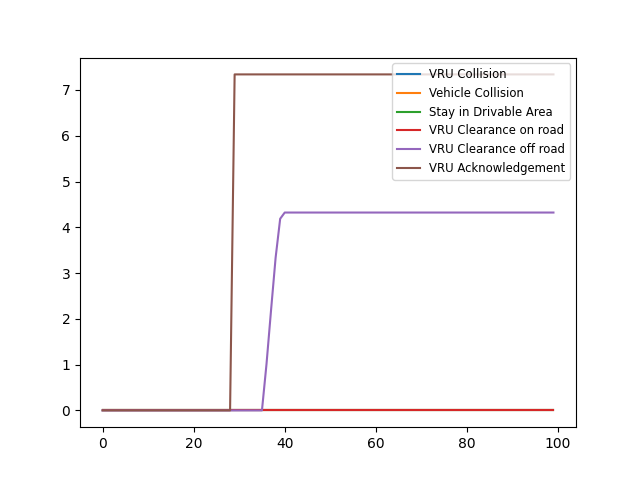 VRU Collision
Vehicle Collision
Stay in Drivable Area
VRU Clearance on road
VRU Clearance off road
VRU Acknowledgement
7
6
5
4
3
2
1
0
0 20 40 60 80 100